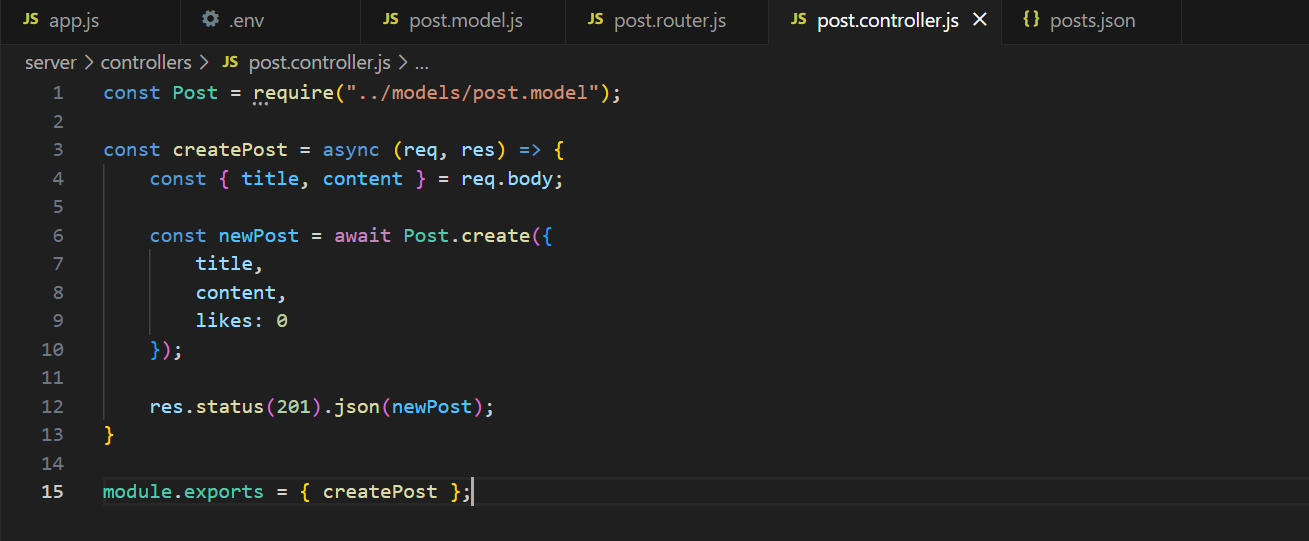 JS app.js .env JS post.model.js JS post.router.js JS post.controller.js {} posts.json
server > controllers > JS post.controller.js > ...
1 const Post = require("../models/post.model");
2
3 const createPost = async (req, res) => {
4     const { title, content } = req.body;
5
6     const newPost = await Post.create({
7         title,
8         content,
9         likes: 0
10     });
11
12     res.status(201).json(newPost);
13 }
14
15 module.exports = { createPost };